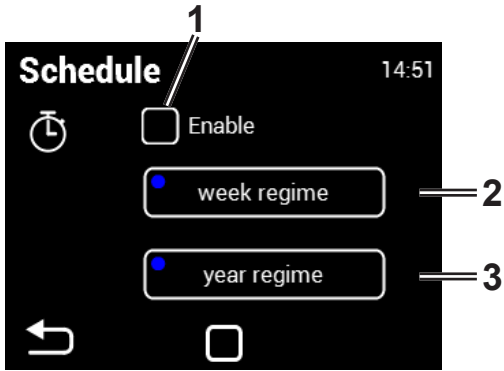 1
Schedule 14:51
Enable
week regime 2
year regime 3